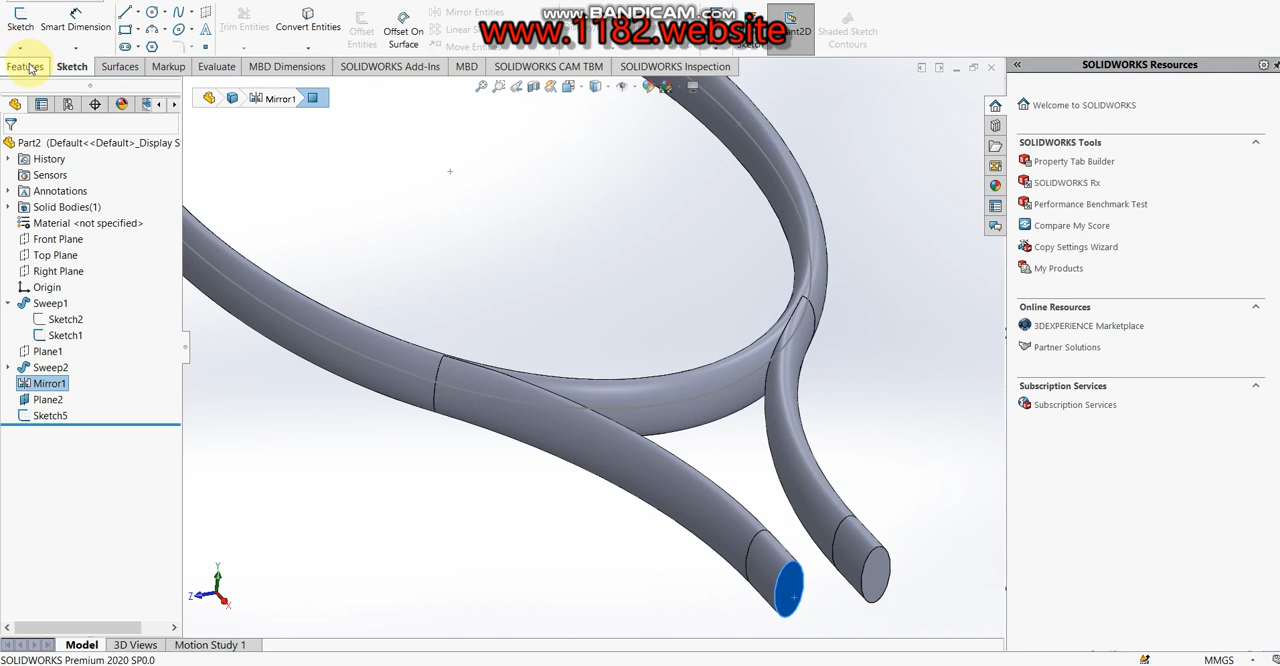 www.BANDICAM.com
www.1182.website
Sketch
Smart Dimension
Trim Entities
Convert Entities
Offset Entities
Offset On Surface
Mirror Entities
Linear Sk
Move Entities
Sk
ant2D
Shaded Sketch Contours
Features
Sketch
Surfaces
Markup
Evaluate
MBD Dimensions
SOLIDWORKS Add-Ins
MBD
SOLIDWORKS CAM TBM
SOLIDWORKS Inspection
SOLIDWORKS Resources
Mirror1
Part2 (Default<<Default>_Display S
History
Sensors
Annotations
Solid Bodies(1)
Material <not specified>
Front Plane
Top Plane
Right Plane
Origin
Sweep1
Sketch2
Sketch1
Plane1
Sweep2
Mirror1
Plane2
Sketch5
Welcome to SOLIDWORKS
SOLIDWORKS Tools
Property Tab Builder
SOLIDWORKS Rx
Performance Benchmark Test
Compare My Score
Copy Settings Wizard
My Products
Online Resources
3DEXPERIENCE Marketplace
Partner Solutions
Subscription Services
Subscription Services
Y
Z
X
Model
3D Views
Motion Study 1
SOLIDWORKS Premium 2020 SP0.0
MMGS